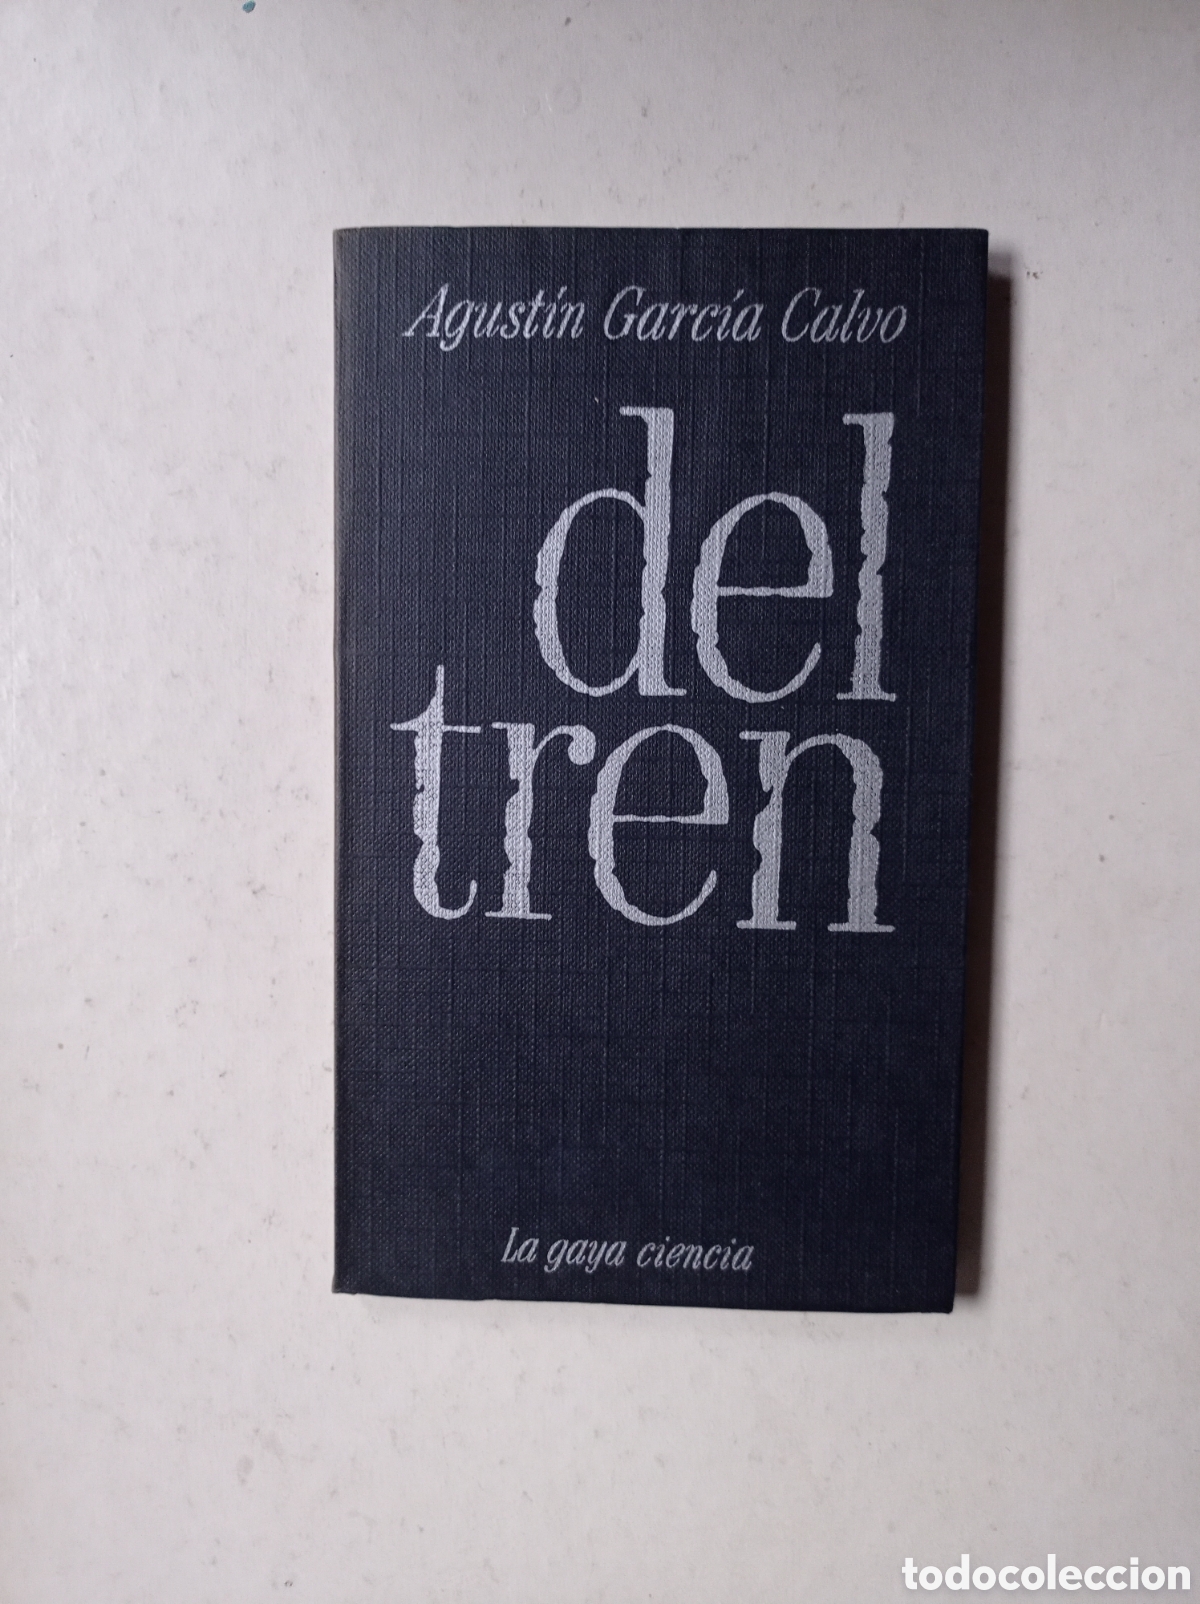 Agustín García Calvo
del
tren
La gaya ciencia
todocoleccion